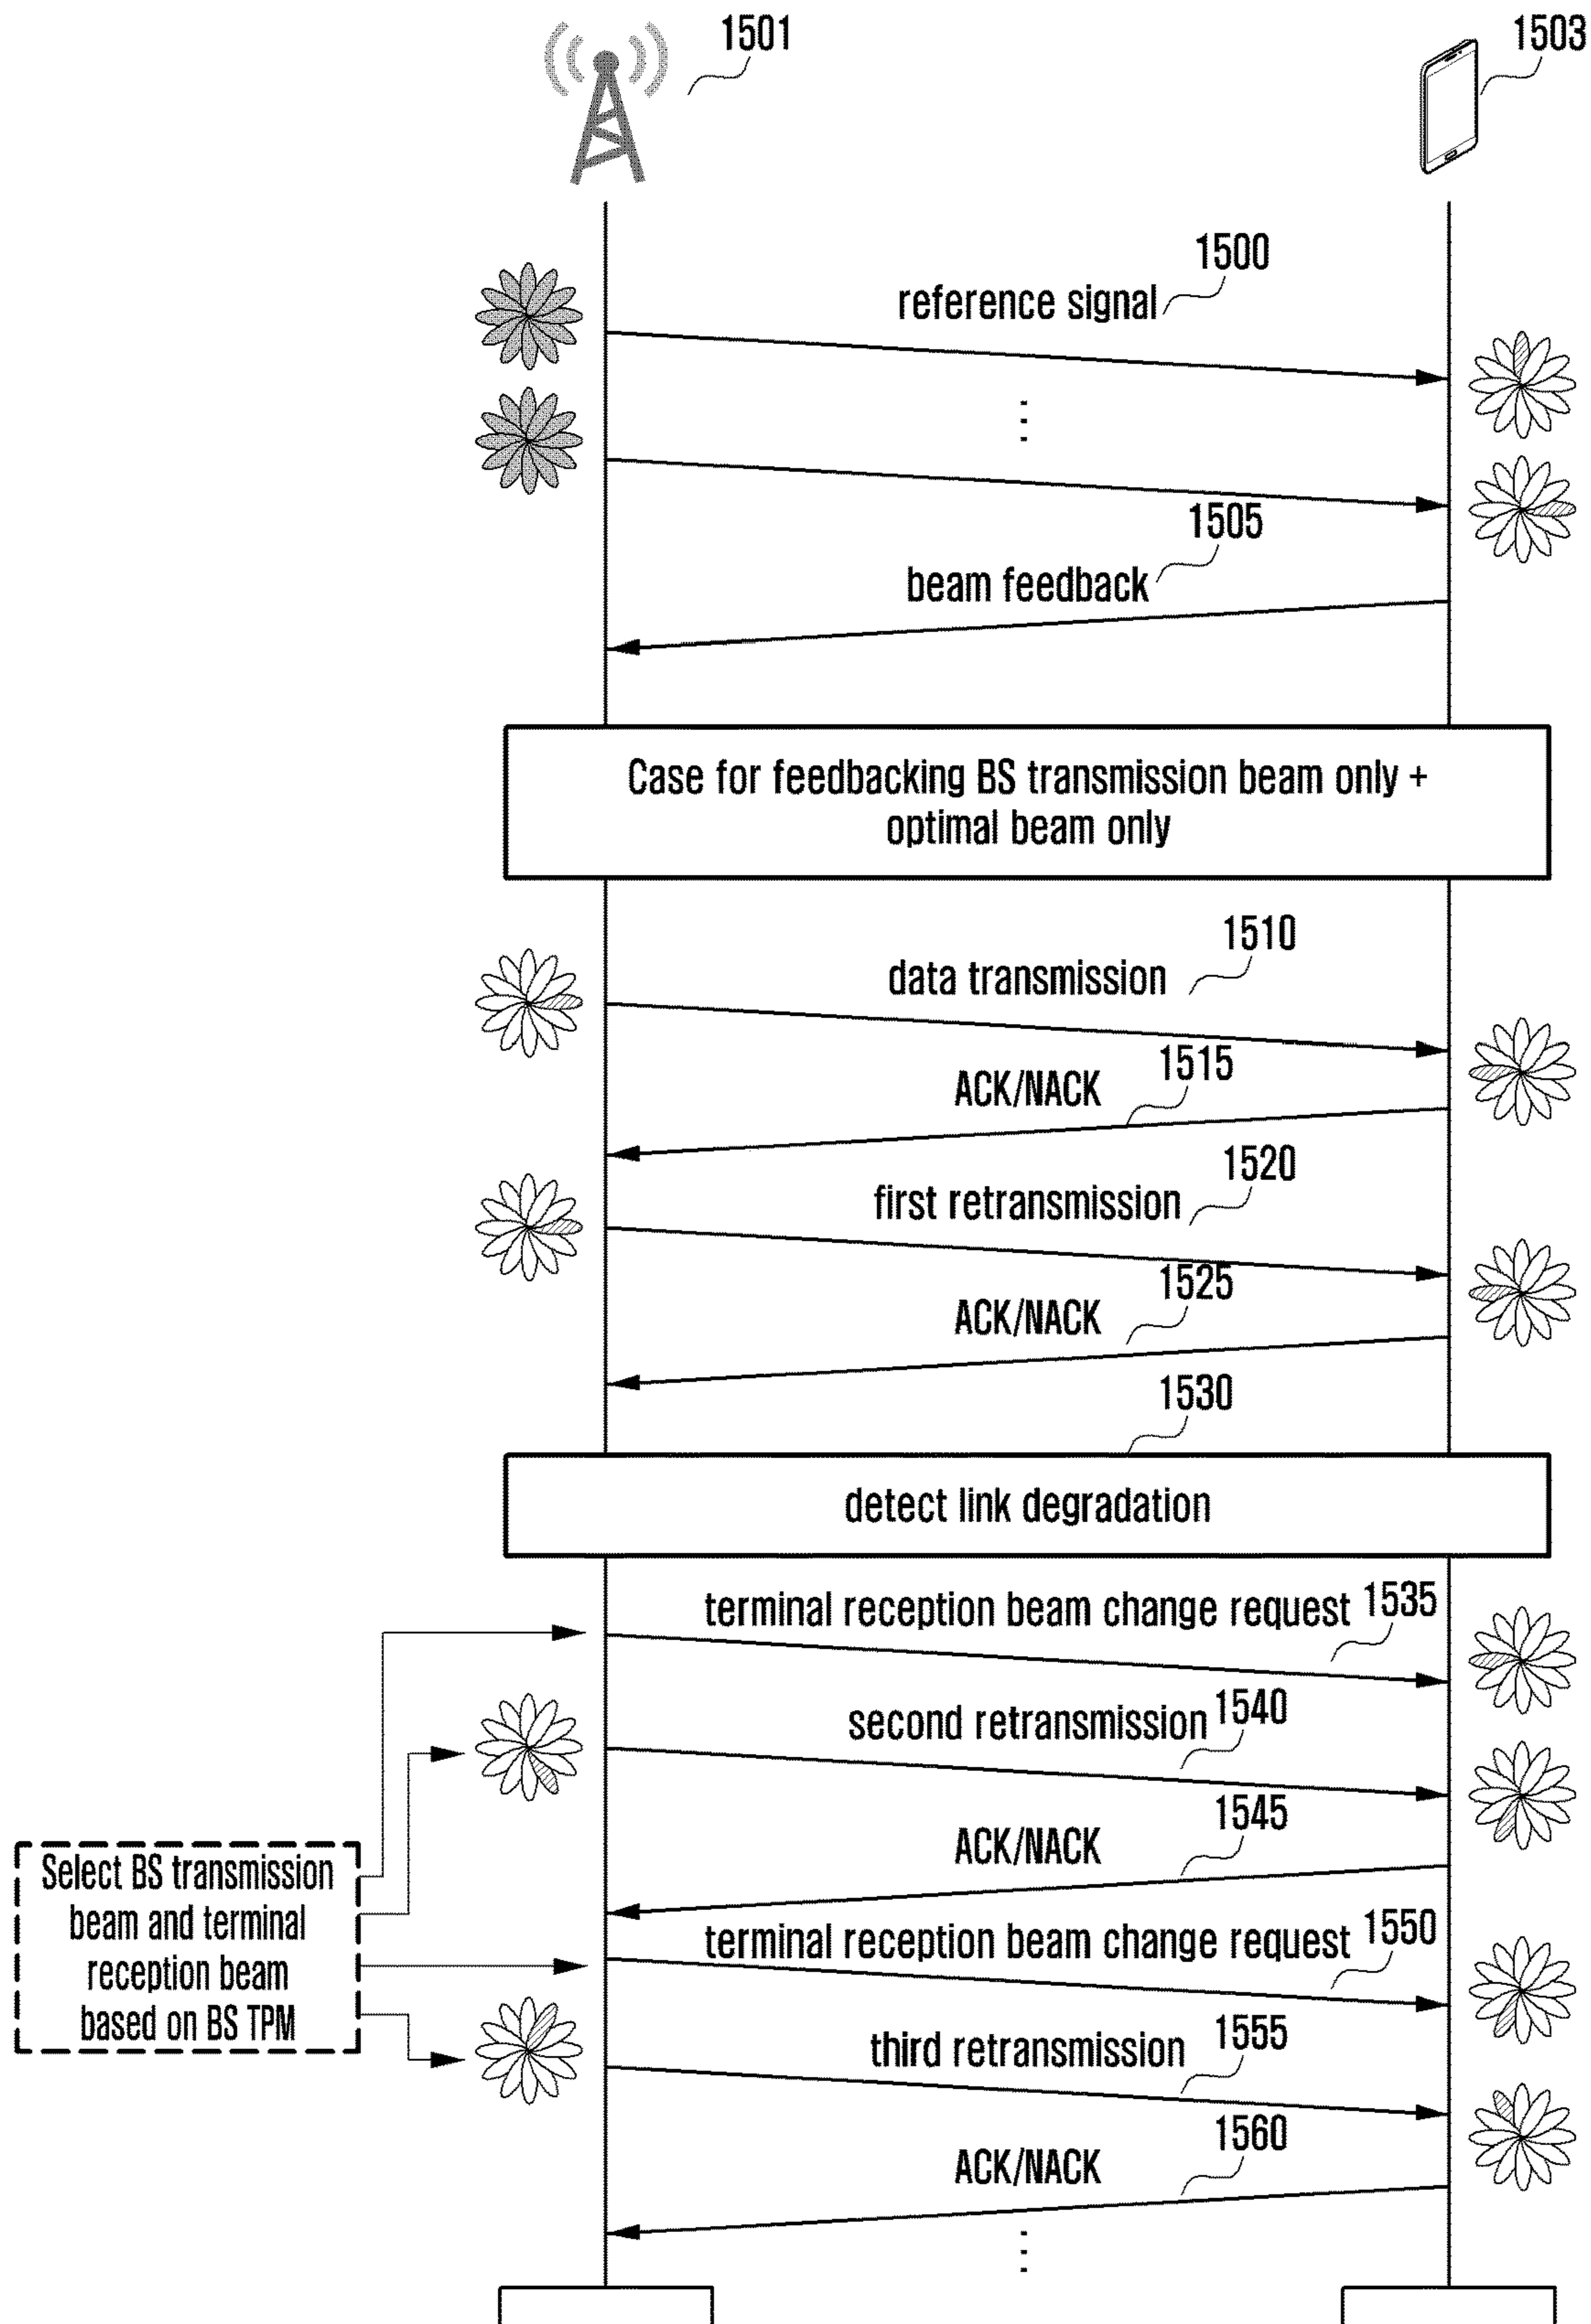 1501
1503
1500
reference signal
1505
beam feedback
Case for feedbacking BS transmission beam only +
optimal beam only
1510
data transmission
1515
ACK/NACK
1520
first retransmission
1525
ACK/NACK
1530
detect link degradation
terminal reception beam change request 1535
second retransmission 1540
1545
ACK/NACK
Select BS transmission
beam and terminal
reception beam
based on BS TPM
terminal reception beam change request 1550
third retransmission 1555
1560
ACK/NACK